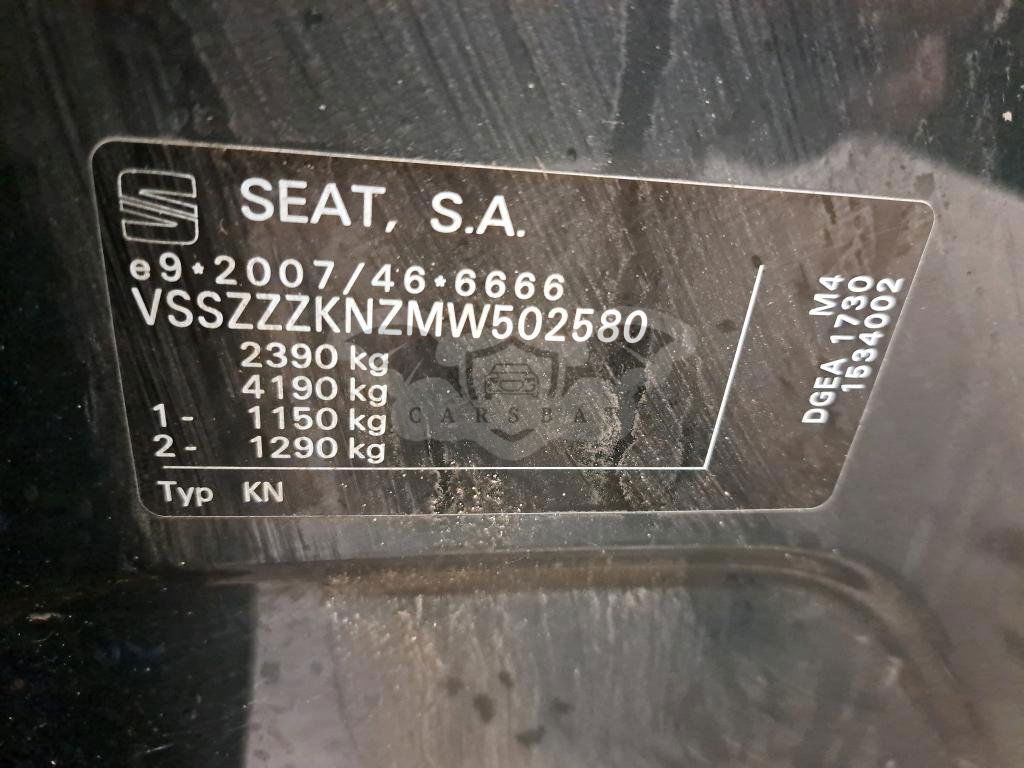 SEAT, S.A.
e9*2007/46*6666
VSSZZZKNZMW502580
2390 kg
4190 kg
1- 1150 kg
2- 1290 kg
Typ KN
M4
DGEA 1730
1534002
CARSBAT